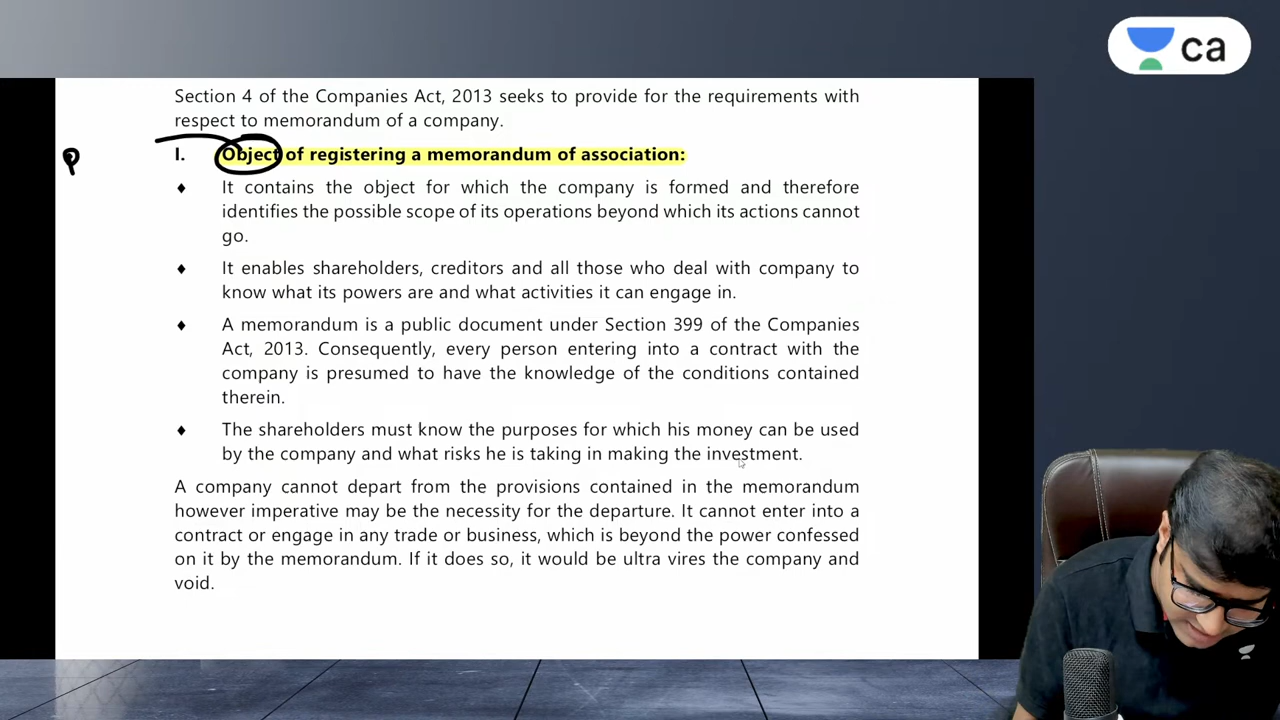 ca
Section 4 of the Companies Act, 2013 seeks to provide for the requirements with
respect to memorandum of a company.
I. Object of registering a memorandum of association:
♦ It contains the object for which the company is formed and therefore
identifies the possible scope of its operations beyond which its actions cannot
go.
♦ It enables shareholders, creditors and all those who deal with company to
know what its powers are and what activities it can engage in.
♦ A memorandum is a public document under Section 399 of the Companies
Act, 2013. Consequently, every person entering into a contract with the
company is presumed to have the knowledge of the conditions contained
therein.
♦ The shareholders must know the purposes for which his money can be used
by the company and what risks he is taking in making the investment.
A company cannot depart from the provisions contained in the memorandum
however imperative may be the necessity for the departure. It cannot enter into a
contract or engage in any trade or business, which is beyond the power confessed
on it by the memorandum. If it does so, it would be ultra vires the company and
void.